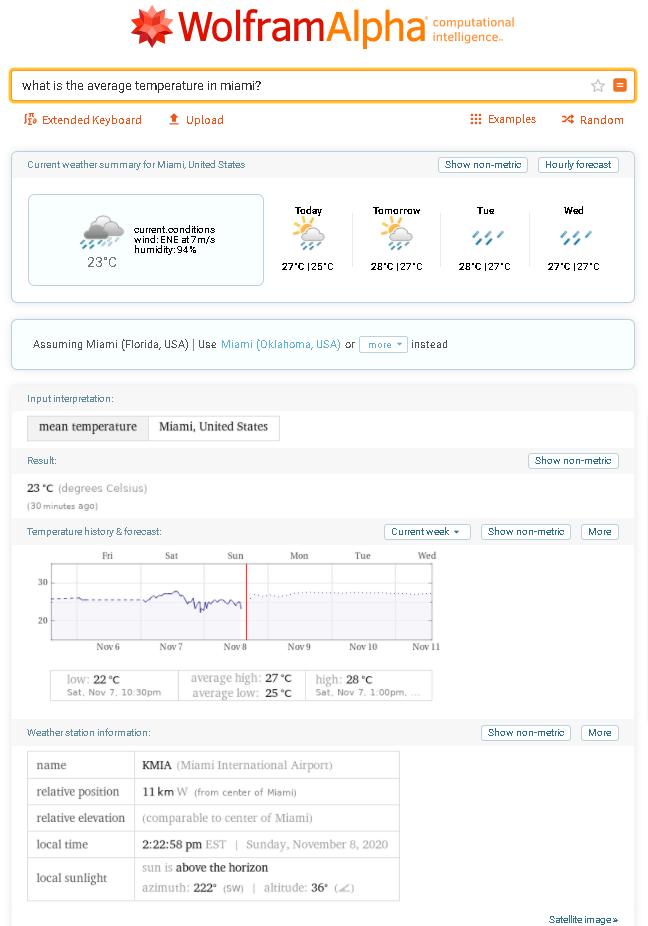 WolframAlpha computational intelligence..
what is the average temperature in miami?
Extended Keyboard Upload Examples Random
Current weather summary for Miami, United States Show non-metric Hourly forecast
Today Tomorrow Tue Wed
current conditions
wind: ENE at 7 m/s
humidity: 94%
23°C
27°C | 25°C 28°C | 27°C 28°C | 27°C 27°C | 27°C
Assuming Miami (Florida, USA) | Use Miami (Oklahoma, USA) or more instead
Input interpretation:
mean temperature Miami, United States
Result: Show non-metric
23 °C (degrees Celsius)
(30 minutes ago)
Temperature history & forecast: Current week Show non-metric More
Fri Sat Sun Mon Tue Wed
30
20
Nov 6 Nov 7 Nov 8 Nov 9 Nov 10 Nov 11
low: 22 °C average high: 27 °C high: 28 °C
Sat, Nov 7, 10:30pm average low: 25 °C Sat, Nov 7, 1:00pm, ...
Weather station information: Show non-metric More
name KMIA (Miami International Airport)
relative position 11 km W (from center of Miami)
relative elevation (comparable to center of Miami)
local time 2:22:58 pm EST | Sunday, November 8, 2020
local sunlight sun is above the horizon
azimuth: 222° (SW) | altitude: 36° (∠)
Satellite image »